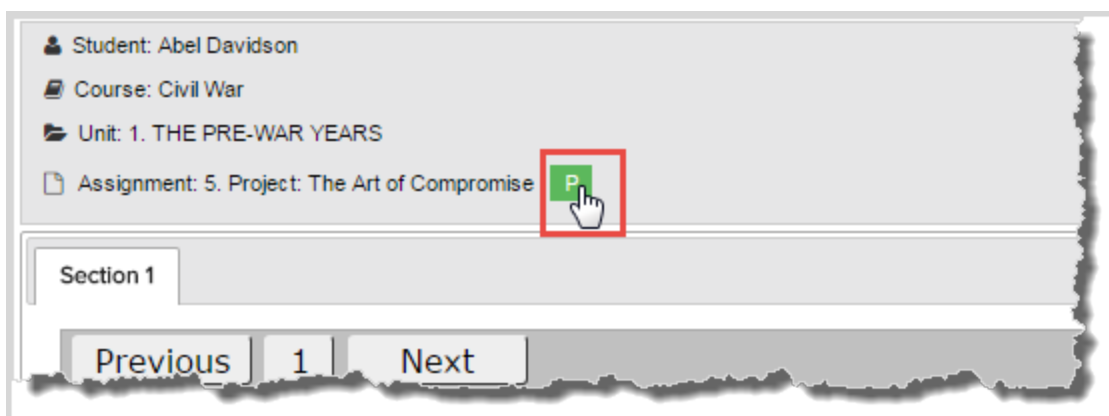 Student: Abel Davidson
Course: Civil War
Unit: 1. THE PRE-WAR YEARS
Assignment: 5. Project: The Art of Compromise P
Section 1
Previous 1 Next